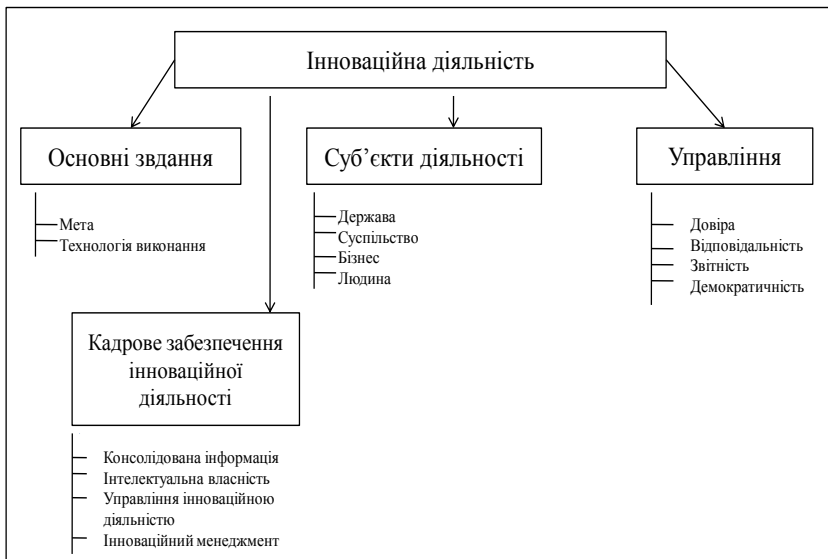 Інноваційна діяльність
Основні звдання
Мета
Технологія виконання
Суб’єкти діяльності
Держава
Суспільство
Бізнес
Людина
Управління
Довіра
Відповідальність
Звітність
Демократичність
Кадрове забезпечення
інноваційної
діяльності
Консолідована інформація
Інтелектуальна власність
Управління інноваційною
діяльністю
Інноваційний менеджмент